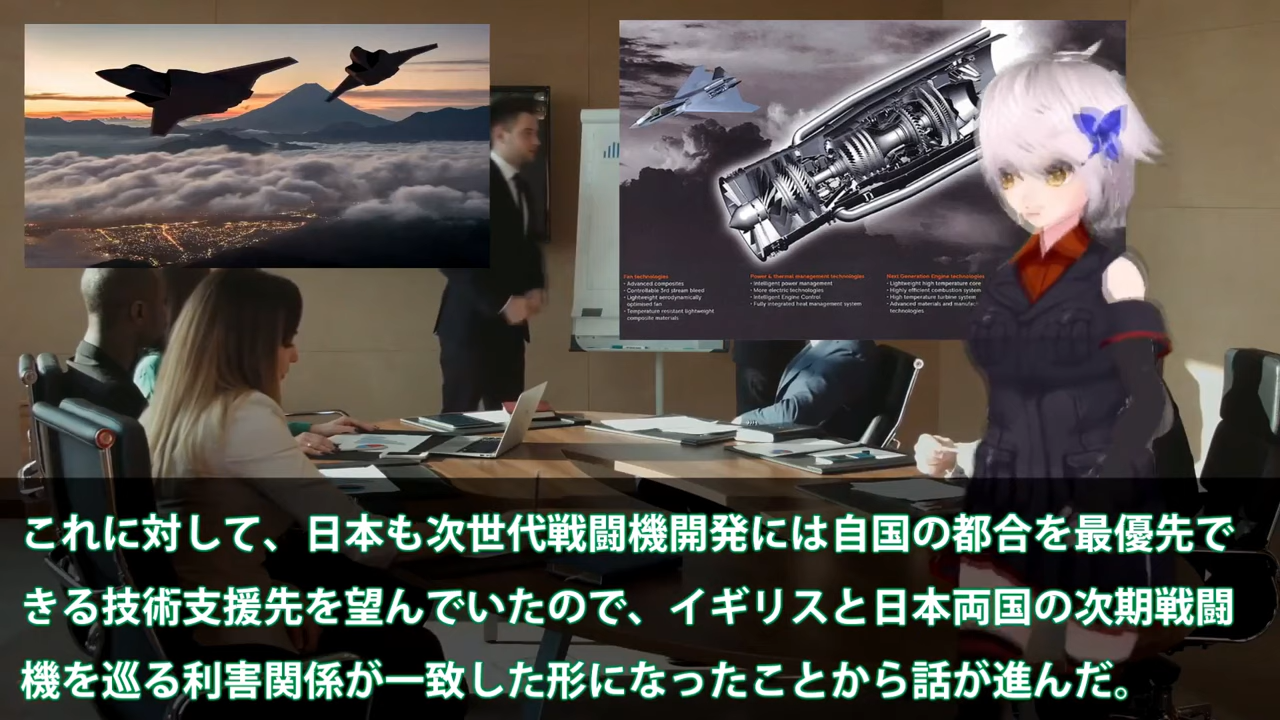 Fan technologies
・Advanced composites
・Controllable 3rd stream bleed
・Lightweight aerodynamically
optimised fan
・Temperature resistant lightweight
composite materials
Power & thermal management technologies
・Intelligent power management
・More electric technologies
・Intelligent Engine Control
・Fully integrated heat management system
Next Generation Engine technologies
・Lightweight high temperature core
・Highly efficient combustion system
・High temperature turbine system
・Advanced materials and manufac
technologies
これに対して、日本も次世代戦闘機開発には自国の都合を最優先で
きる技術支援先を望んでいたので、イギリスと日本両国の次期戦闘
機を巡る利害関係が一致した形になったことから話が進んだ。